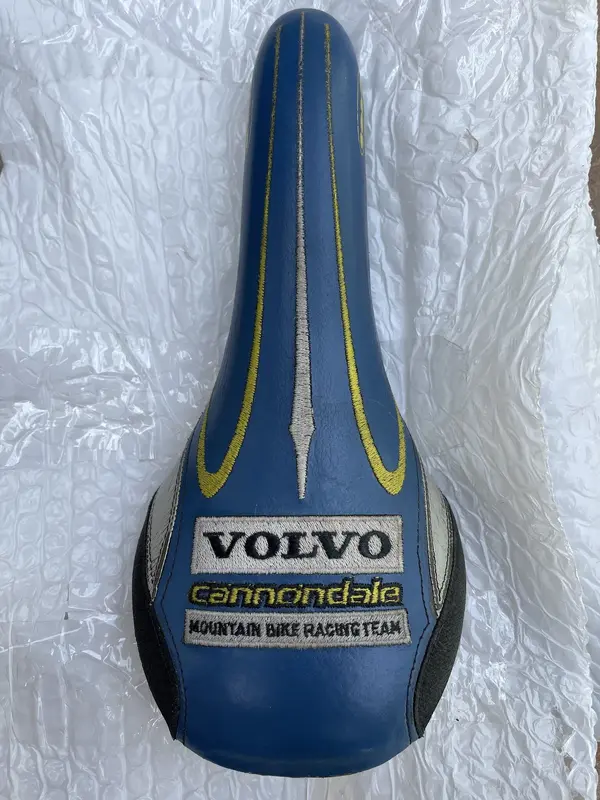 VOLVO
cannondale
MOUNTAIN BIKE RACING TEAM